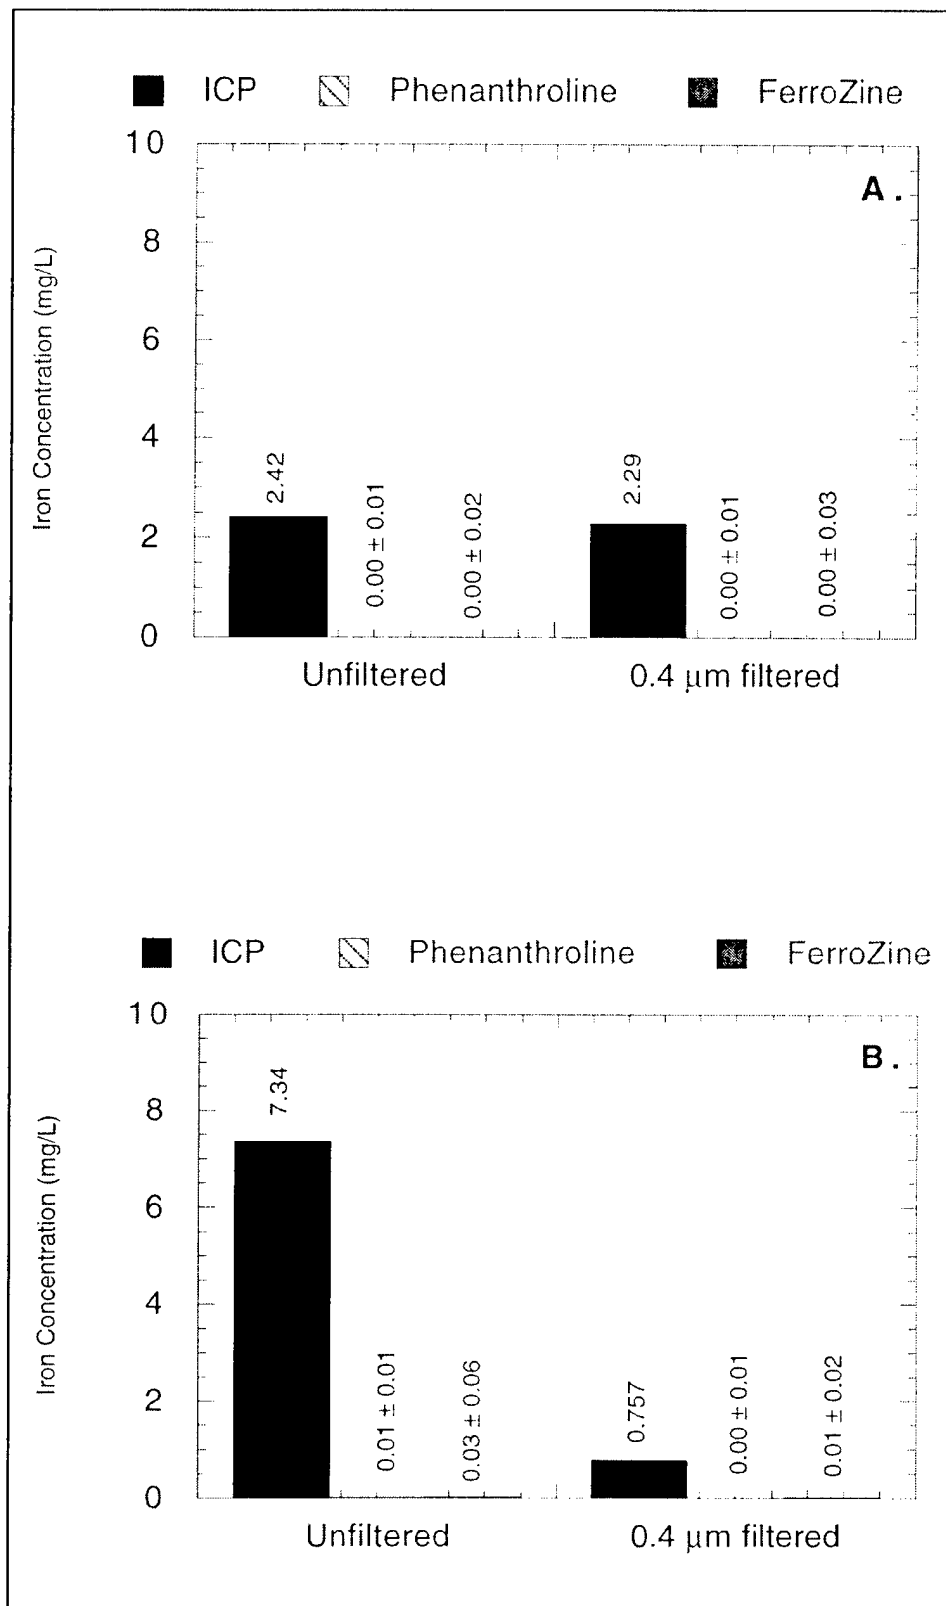 ICP Phenanthroline FerroZine
10
A.
8
6
4
2
0
Iron Concentration (mg/L)
2.42
0.00 ± 0.01
0.00 ± 0.02
2.29
0.00 ± 0.01
0.00 ± 0.03
Unfiltered 0.4 µm filtered
ICP Phenanthroline FerroZine
10
B.
8
6
4
2
0
Iron Concentration (mg/L)
7.34
0.01 ± 0.01
0.03 ± 0.06
0.757
0.00 ± 0.01
0.01 ± 0.02
Unfiltered 0.4 µm filtered